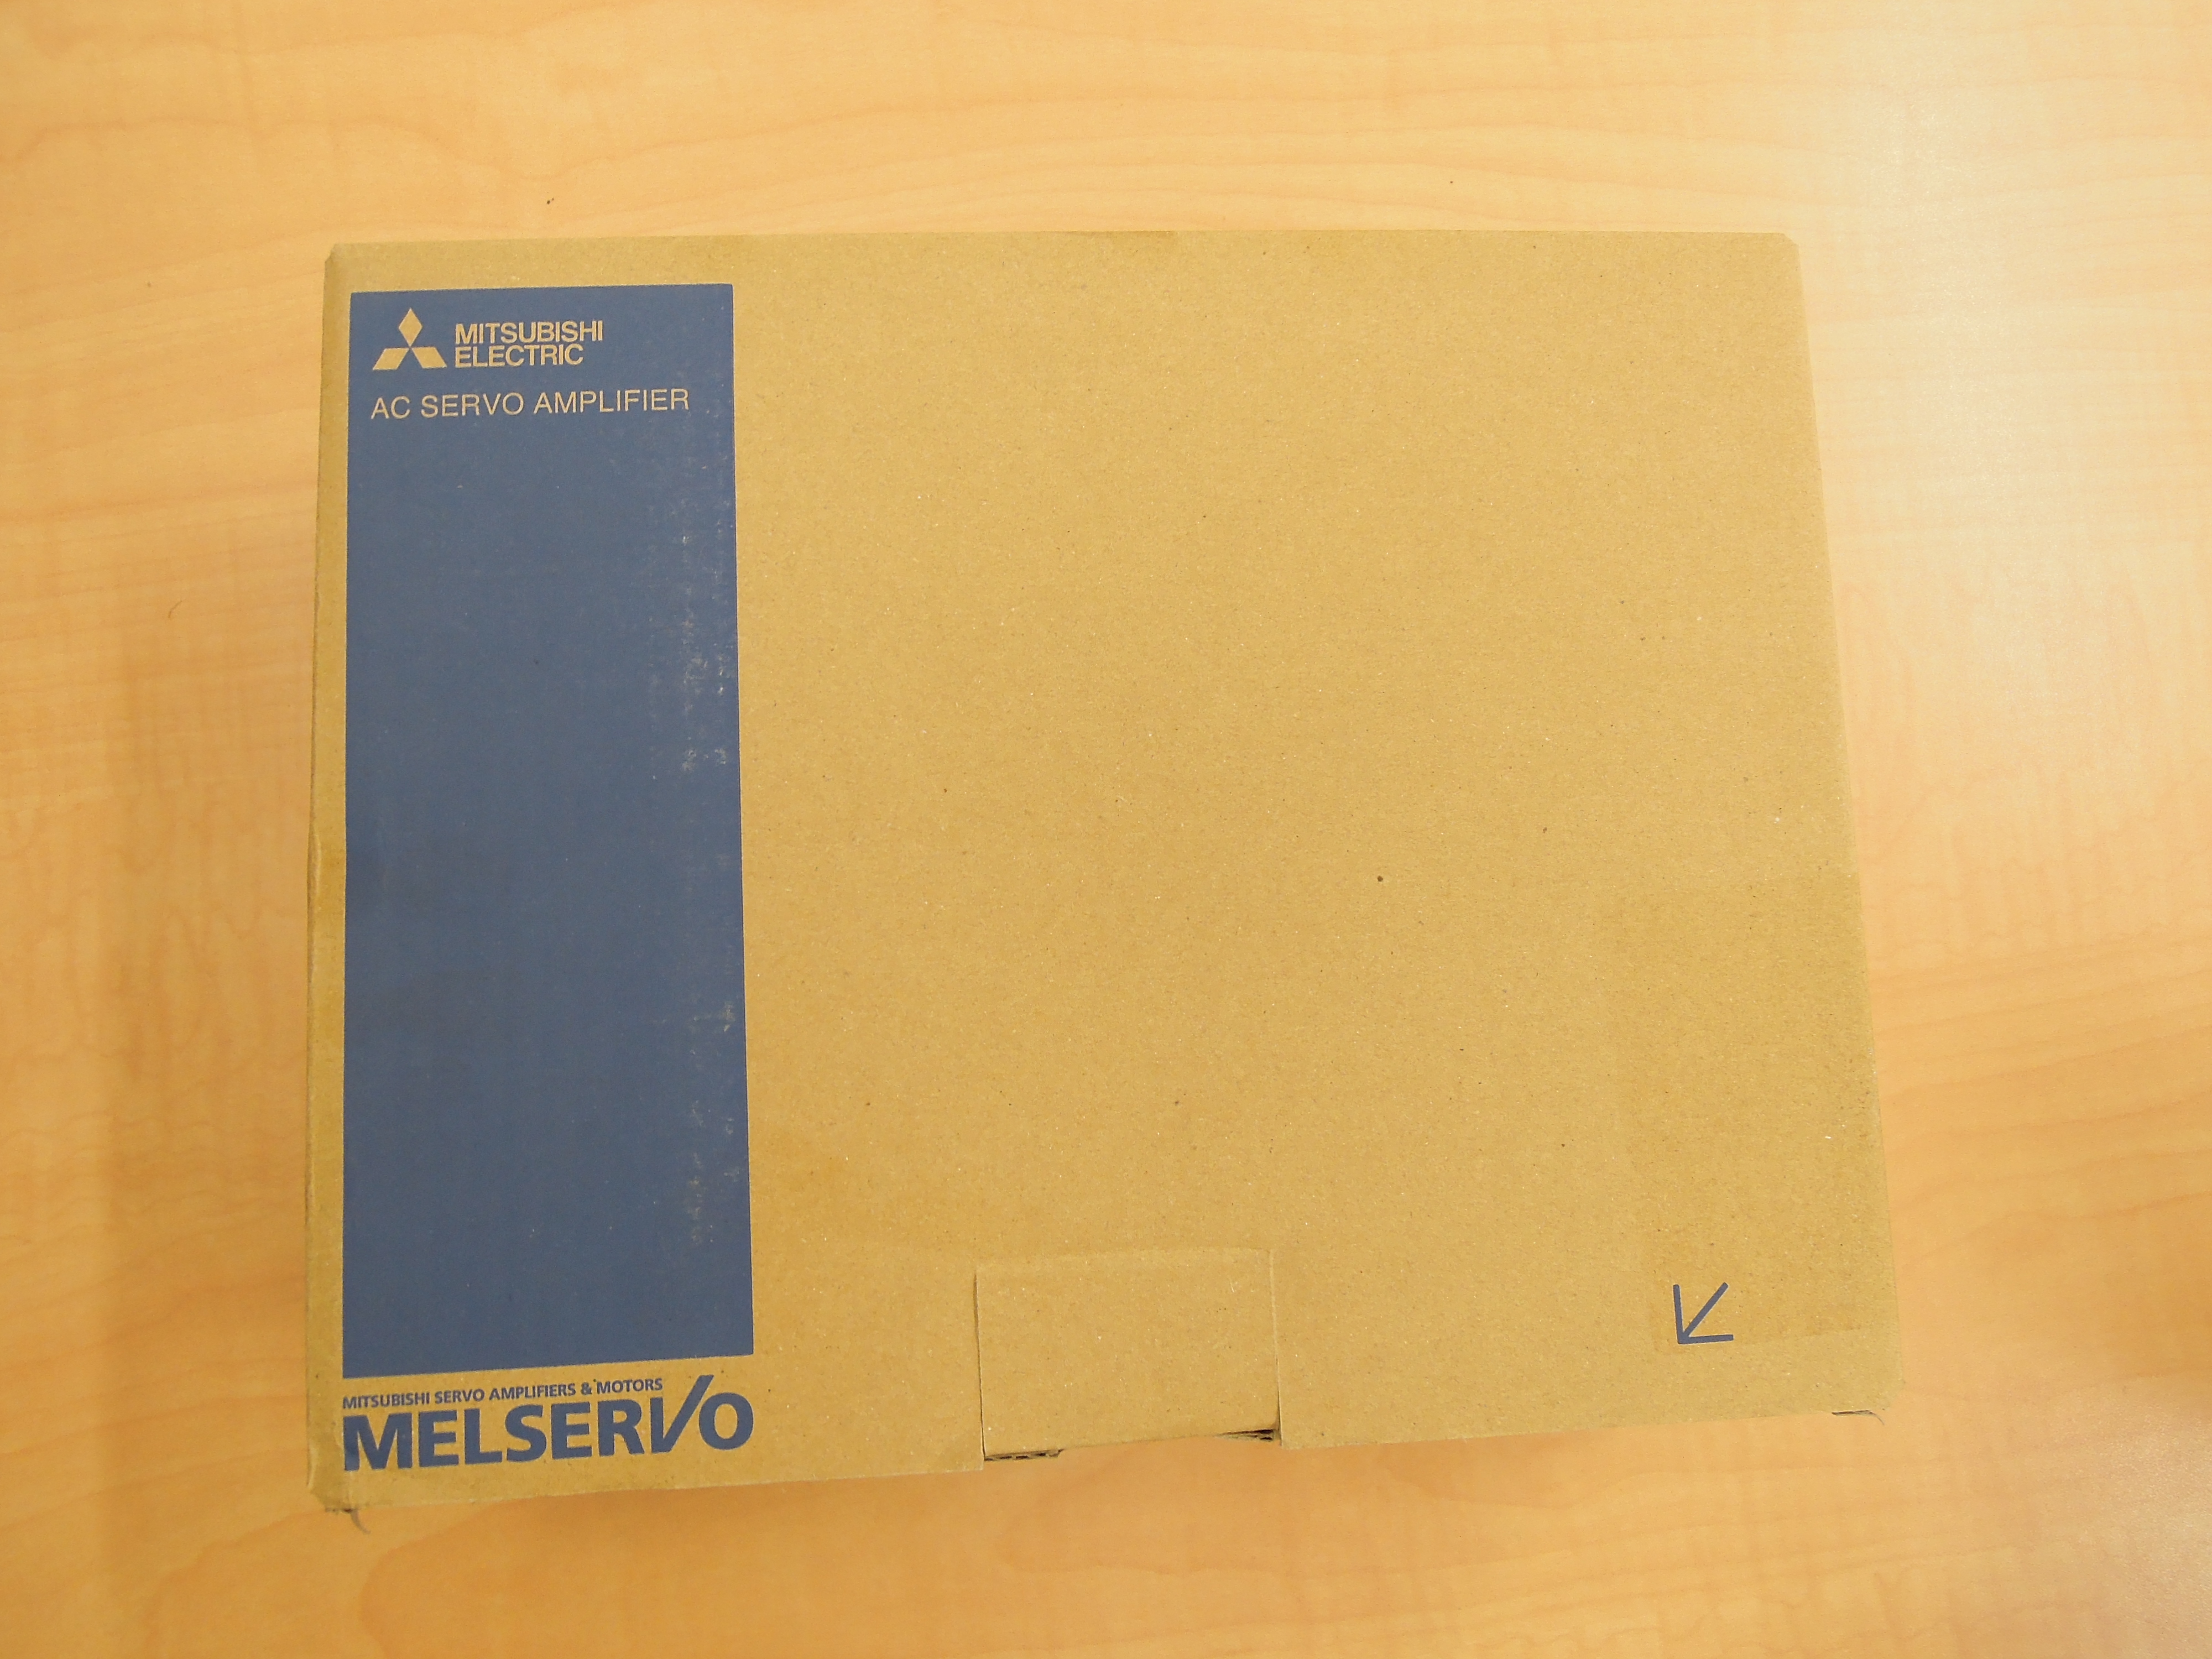 MITSUBISHI
ELECTRIC
AC SERVO AMPLIFIER
MITSUBISHI SERVO AMPLIFIERS & MOTORS
MELSERVO